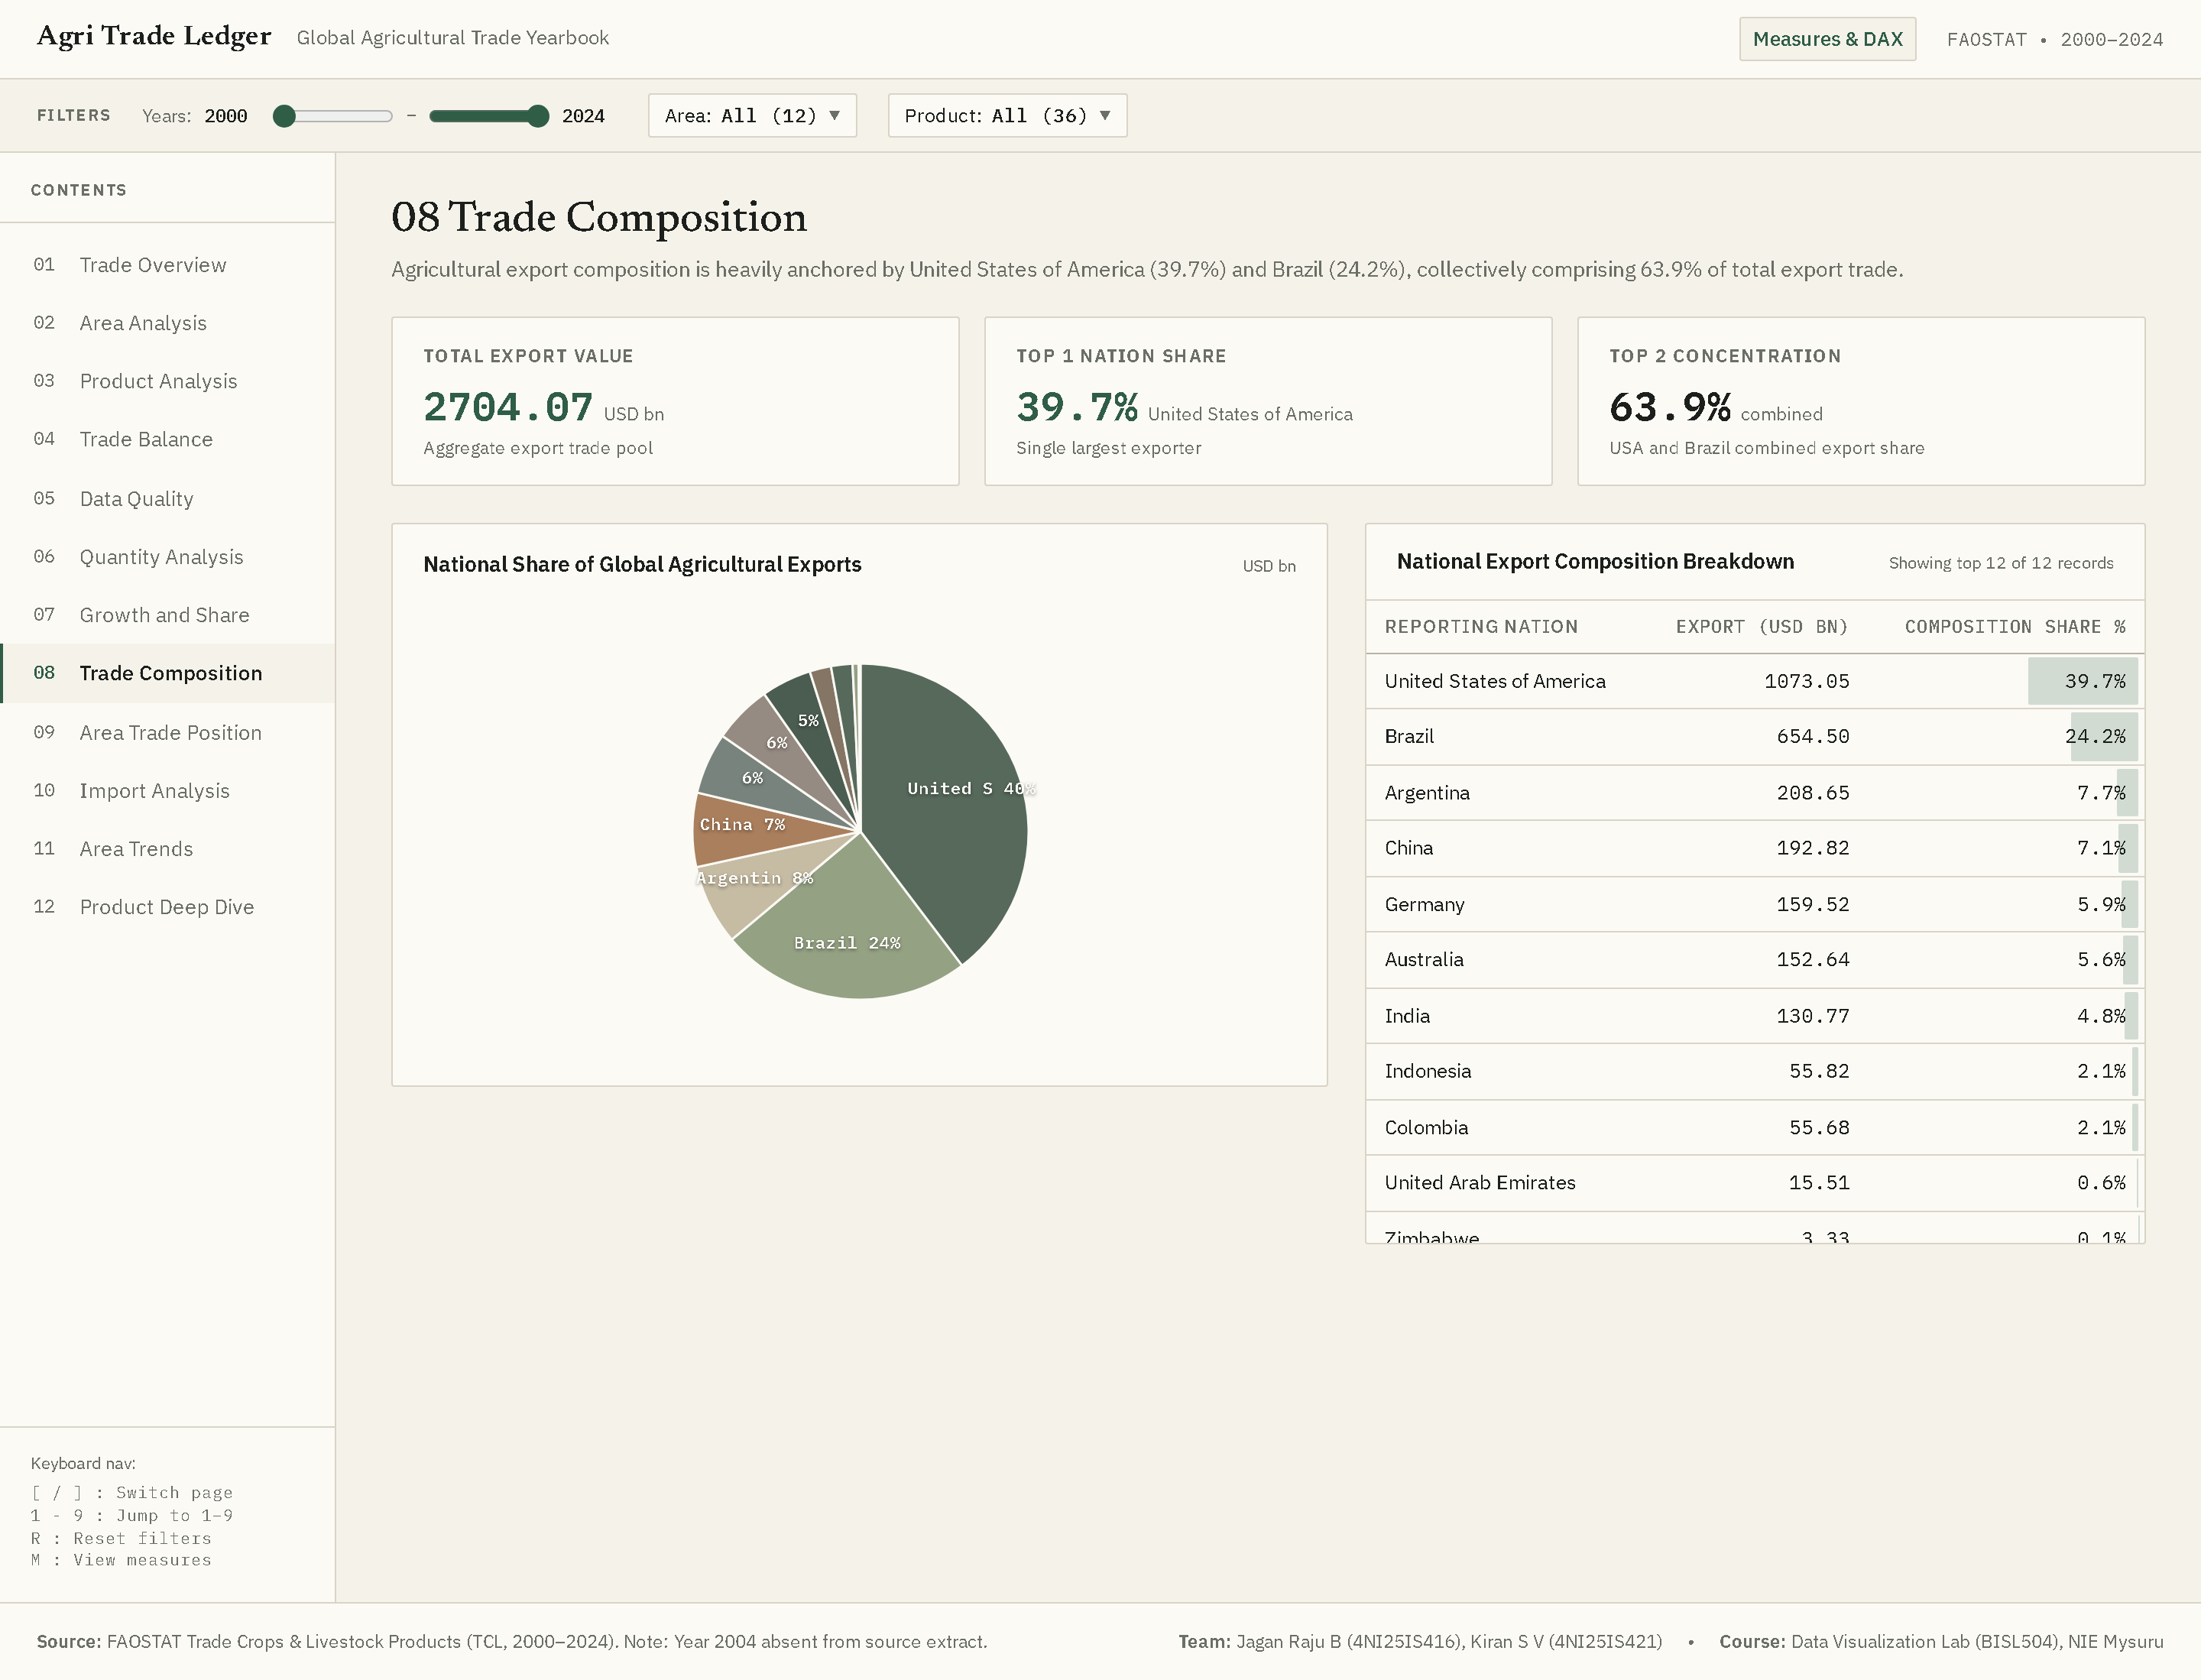 Agri Trade Ledger Global Agricultural Trade Yearbook Measures & DAX FAOSTAT • 2000–2024
FILTERS Years: 2000 – 2024 Area: All (12) ▼ Product: All (36) ▼
CONTENTS
01 Trade Overview
02 Area Analysis
03 Product Analysis
04 Trade Balance
05 Data Quality
06 Quantity Analysis
07 Growth and Share
08 Trade Composition
09 Area Trade Position
10 Import Analysis
11 Area Trends
12 Product Deep Dive
Keyboard nav:
[ / ] : Switch page
1 - 9 : Jump to 1–9
R : Reset filters
M : View measures
08 Trade Composition
Agricultural export composition is heavily anchored by United States of America (39.7%) and Brazil (24.2%), collectively comprising 63.9% of total export trade.
TOTAL EXPORT VALUE
2704.07 USD bn
Aggregate export trade pool
TOP 1 NATION SHARE
39.7% United States of America
Single largest exporter
TOP 2 CONCENTRATION
63.9% combined
USA and Brazil combined export share
National Share of Global Agricultural Exports USD bn
5%
6%
6%
United S 40%
China 7%
Argentin 8%
Brazil 24%
National Export Composition Breakdown Showing top 12 of 12 records
REPORTING NATION EXPORT (USD BN) COMPOSITION SHARE %
United States of America 1073.05 39.7%
Brazil 654.50 24.2%
Argentina 208.65 7.7%
China 192.82 7.1%
Germany 159.52 5.9%
Australia 152.64 5.6%
India 130.77 4.8%
Indonesia 55.82 2.1%
Colombia 55.68 2.1%
United Arab Emirates 15.51 0.6%
Zimbabwe 3.33 0.1%
Source: FAOSTAT Trade Crops & Livestock Products (TCL, 2000–2024). Note: Year 2004 absent from source extract.
Team: Jagan Raju B (4NI25IS416), Kiran S V (4NI25IS421) • Course: Data Visualization Lab (BISL504), NIE Mysuru